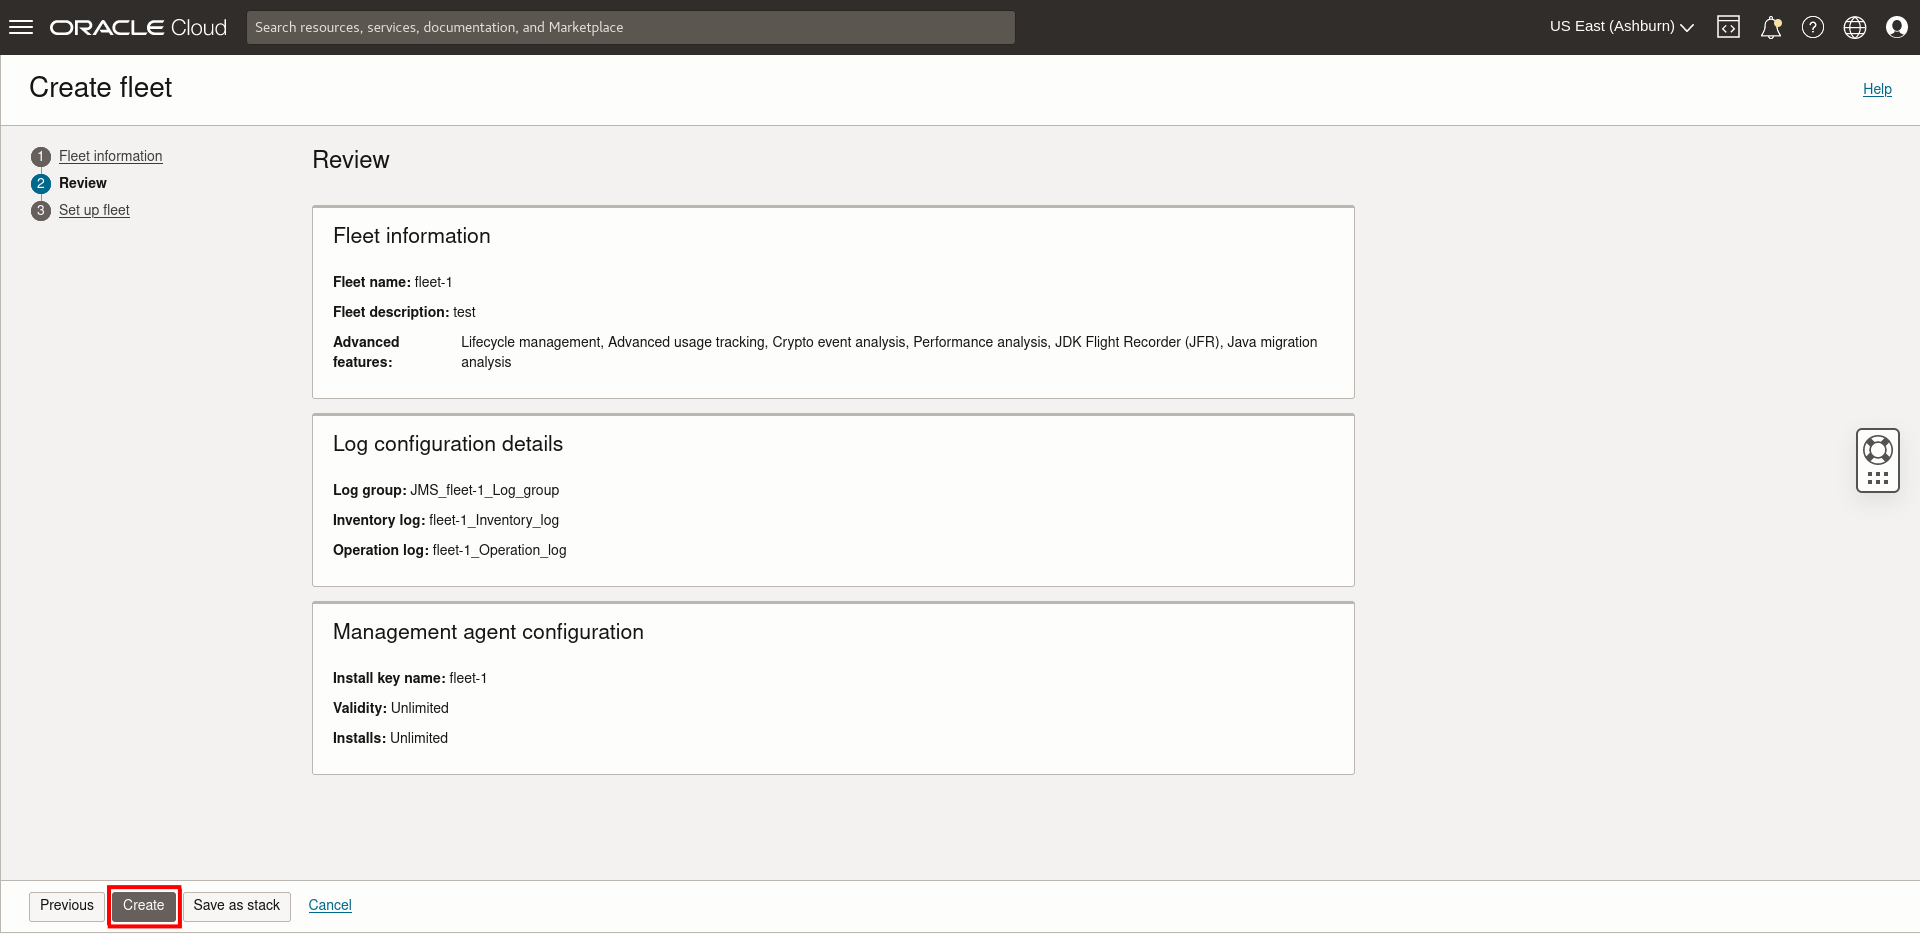 ORACLE Cloud
Search resources, services, documentation, and Marketplace
US East (Ashburn)
Create fleet
Help
1 Fleet information
2 Review
3 Set up fleet
Review
Fleet information
Fleet name: fleet-1
Fleet description: test
Advanced features: Lifecycle management, Advanced usage tracking, Crypto event analysis, Performance analysis, JDK Flight Recorder (JFR), Java migration
analysis
Log configuration details
Log group: JMS_fleet-1_Log_group
Inventory log: fleet-1_Inventory_log
Operation log: fleet-1_Operation_log
Management agent configuration
Install key name: fleet-1
Validity: Unlimited
Installs: Unlimited
Previous Create Save as stack Cancel